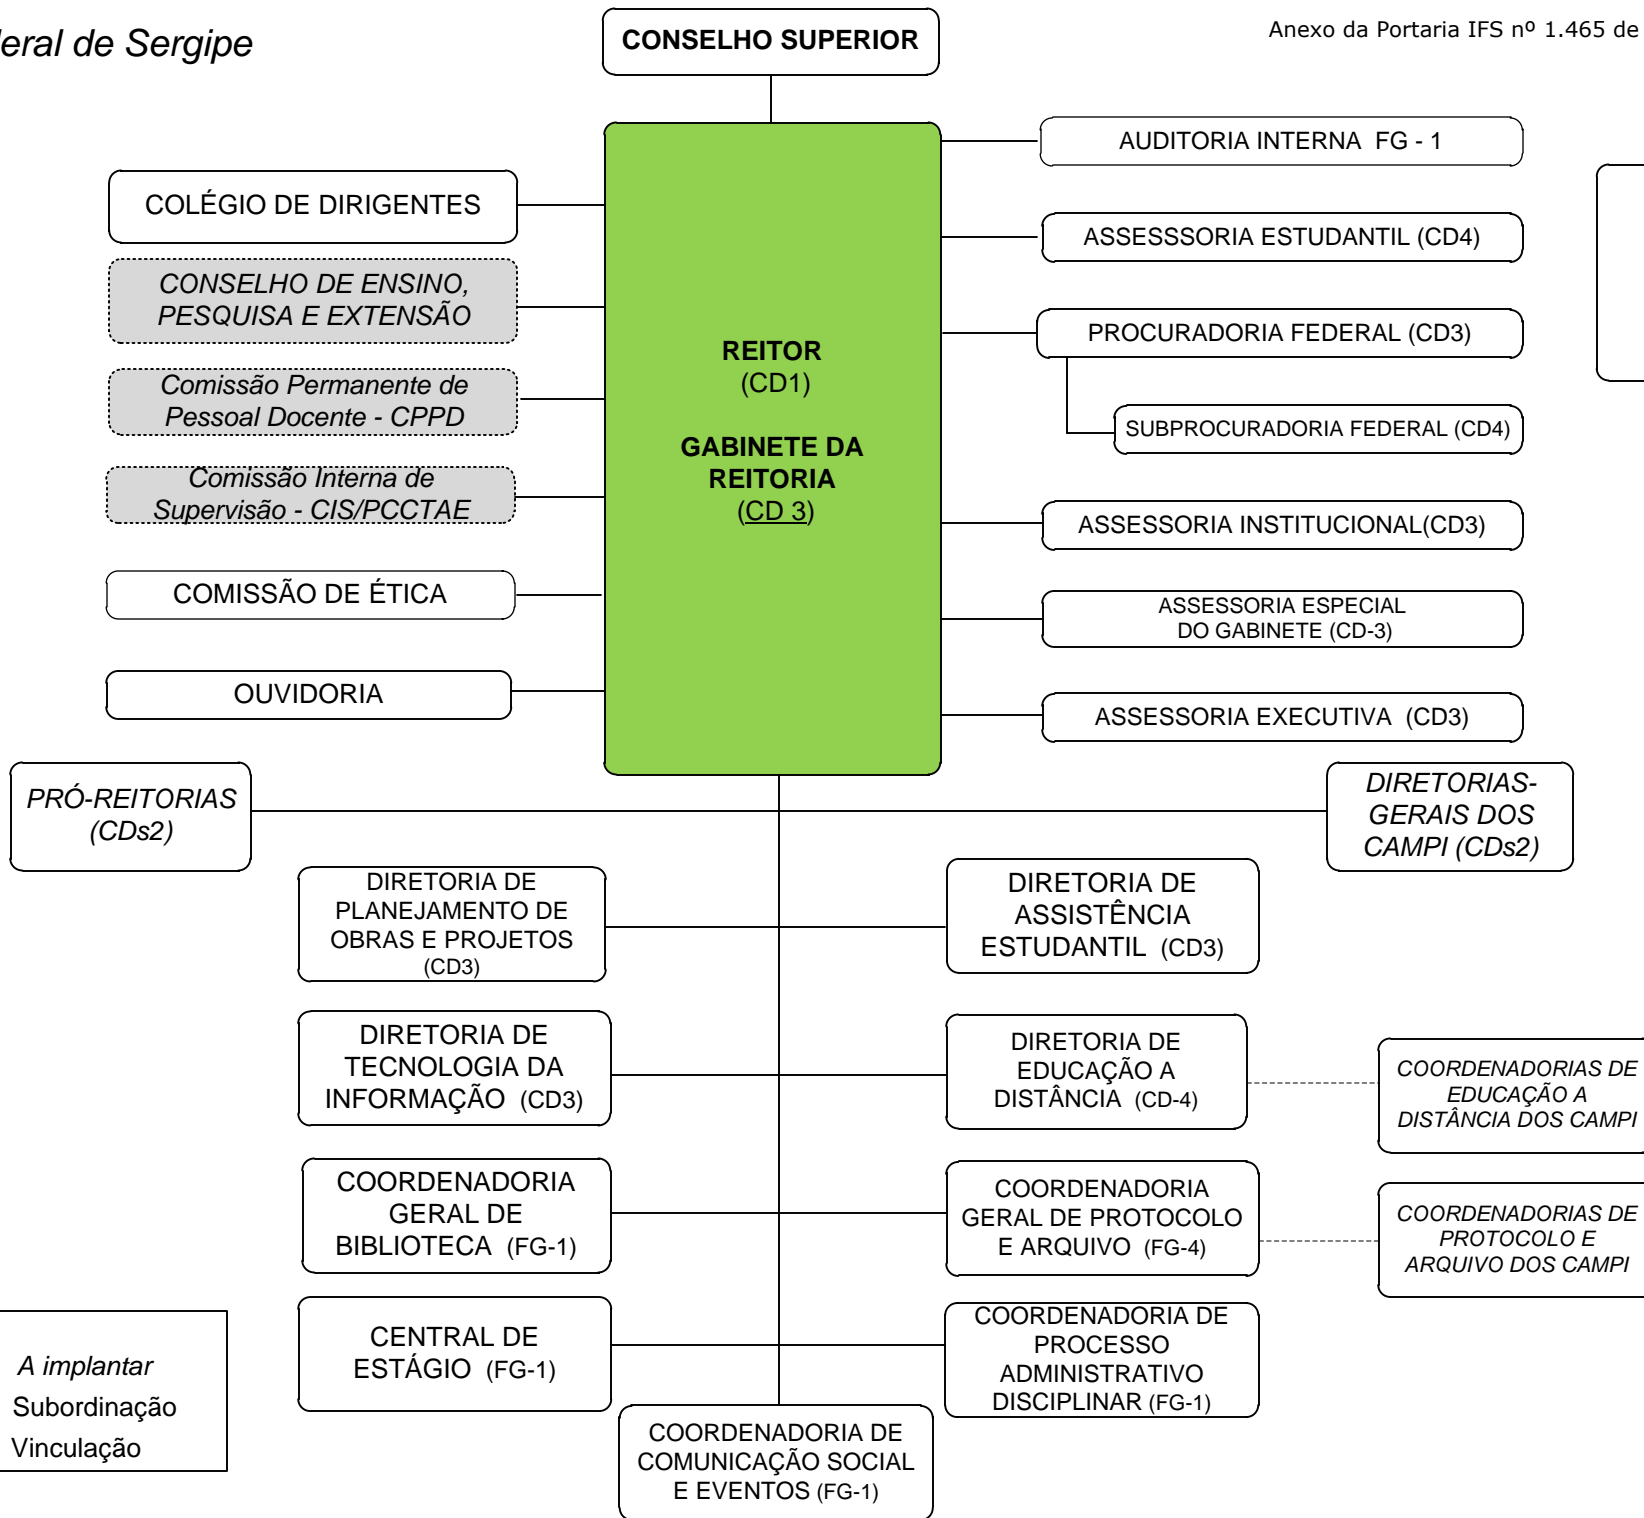 deral de Sergipe
CONSELHO SUPERIOR
Anexo da Portaria IFS nº 1.465 de
AUDITORIA INTERNA FG - 1
COLÉGIO DE DIRIGENTES
ASSESSSORIA ESTUDANTIL (CD4)
CONSELHO DE ENSINO,
PESQUISA E EXTENSÃO
PROCURADORIA FEDERAL (CD3)
Comissão Permanente de
Pessoal Docente - CPPD
SUBPROCURADORIA FEDERAL (CD4)
REITOR
(CD1)
GABINETE DA
REITORIA
(CD 3)
Comissão Interna de
Supervisão - CIS/PCCTAE
ASSESSORIA INSTITUCIONAL(CD3)
COMISSÃO DE ÉTICA
ASSESSORIA ESPECIAL
DO GABINETE (CD-3)
OUVIDORIA
ASSESSORIA EXECUTIVA (CD3)
PRÓ-REITORIAS
(CDs2)
DIRETORIAS-
GERAIS DOS
CAMPI (CDs2)
DIRETORIA DE
PLANEJAMENTO DE
OBRAS E PROJETOS
(CD3)
DIRETORIA DE
ASSISTÊNCIA
ESTUDANTIL (CD3)
DIRETORIA DE
TECNOLOGIA DA
INFORMAÇÃO (CD3)
DIRETORIA DE
EDUCAÇÃO A
DISTÂNCIA (CD-4)
COORDENADORIAS DE
EDUCAÇÃO A
DISTÂNCIA DOS CAMPI
COORDENADORIA
GERAL DE
BIBLIOTECA (FG-1)
COORDENADORIA
GERAL DE PROTOCOLO
E ARQUIVO (FG-4)
COORDENADORIAS DE
PROTOCOLO E
ARQUIVO DOS CAMPI
CENTRAL DE
ESTÁGIO (FG-1)
COORDENADORIA DE
PROCESSO
ADMINISTRATIVO
DISCIPLINAR (FG-1)
A implantar
Subordinação
Vinculação
COORDENADORIA DE
COMUNICAÇÃO SOCIAL
E EVENTOS (FG-1)